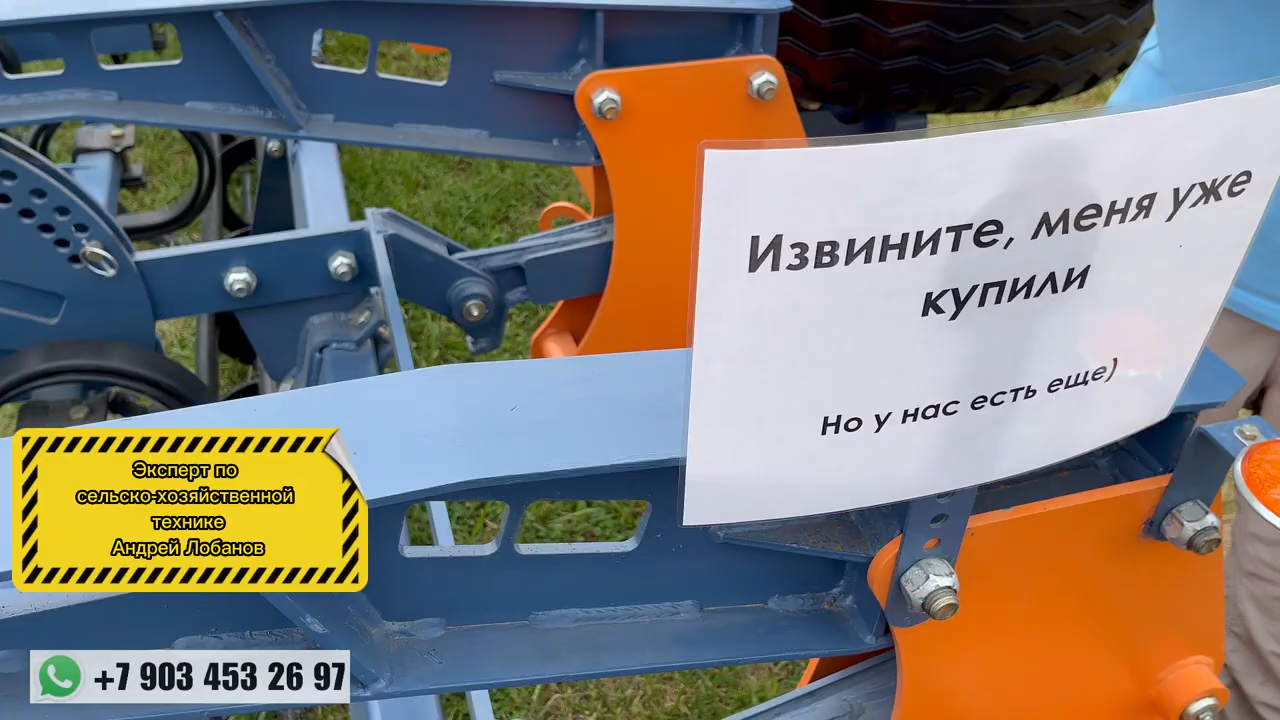 Извините, меня уже
купили
Но у нас есть еще)
Эксперт по
сельско-хозяйственной
технике
Андрей Лобанов
+7 903 453 26 97